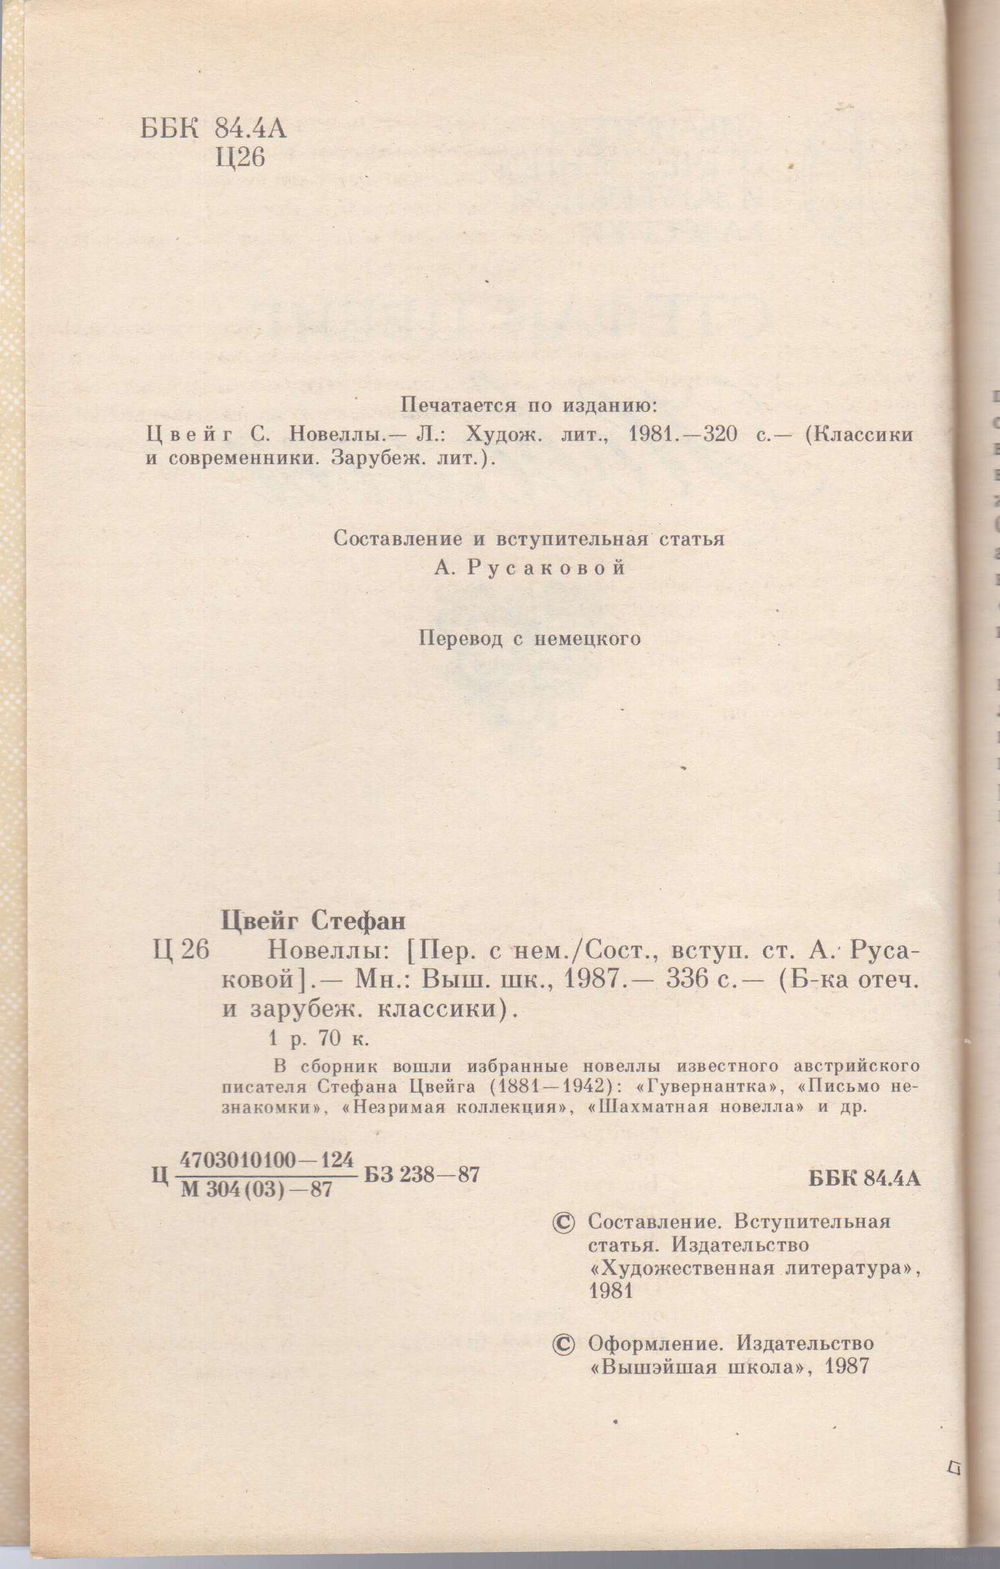 ББК 84.4А
Ц26
Печатается по изданию:
Цвейг С. Новеллы.— Л.: Худож. лит., 1981.—320 с.— (Классики
и современники. Зарубеж. лит.).
Составление и вступительная статья
А. Русаковой
Перевод с немецкого
Цвейг Стефан
Ц 26 Новеллы: [Пер. с нем./Сост., вступ. ст. А. Руса-
ковой].— Мн.: Выш. шк., 1987.— 336 с.— (Б-ка отеч.
и зарубеж. классики).
1 р. 70 к.
В сборник вошли избранные новеллы известного австрийского
писателя Стефана Цвейга (1881—1942): «Гувернантка», «Письмо не-
знакомки», «Незримая коллекция», «Шахматная новелла» и др.
Ц 4703010100—124 БЗ 238—87
М 304(03)—87
ББК 84.4А
© Составление. Вступительная
статья. Издательство
«Художественная литература»,
1981
© Оформление. Издательство
«Вышэйшая школа», 1987